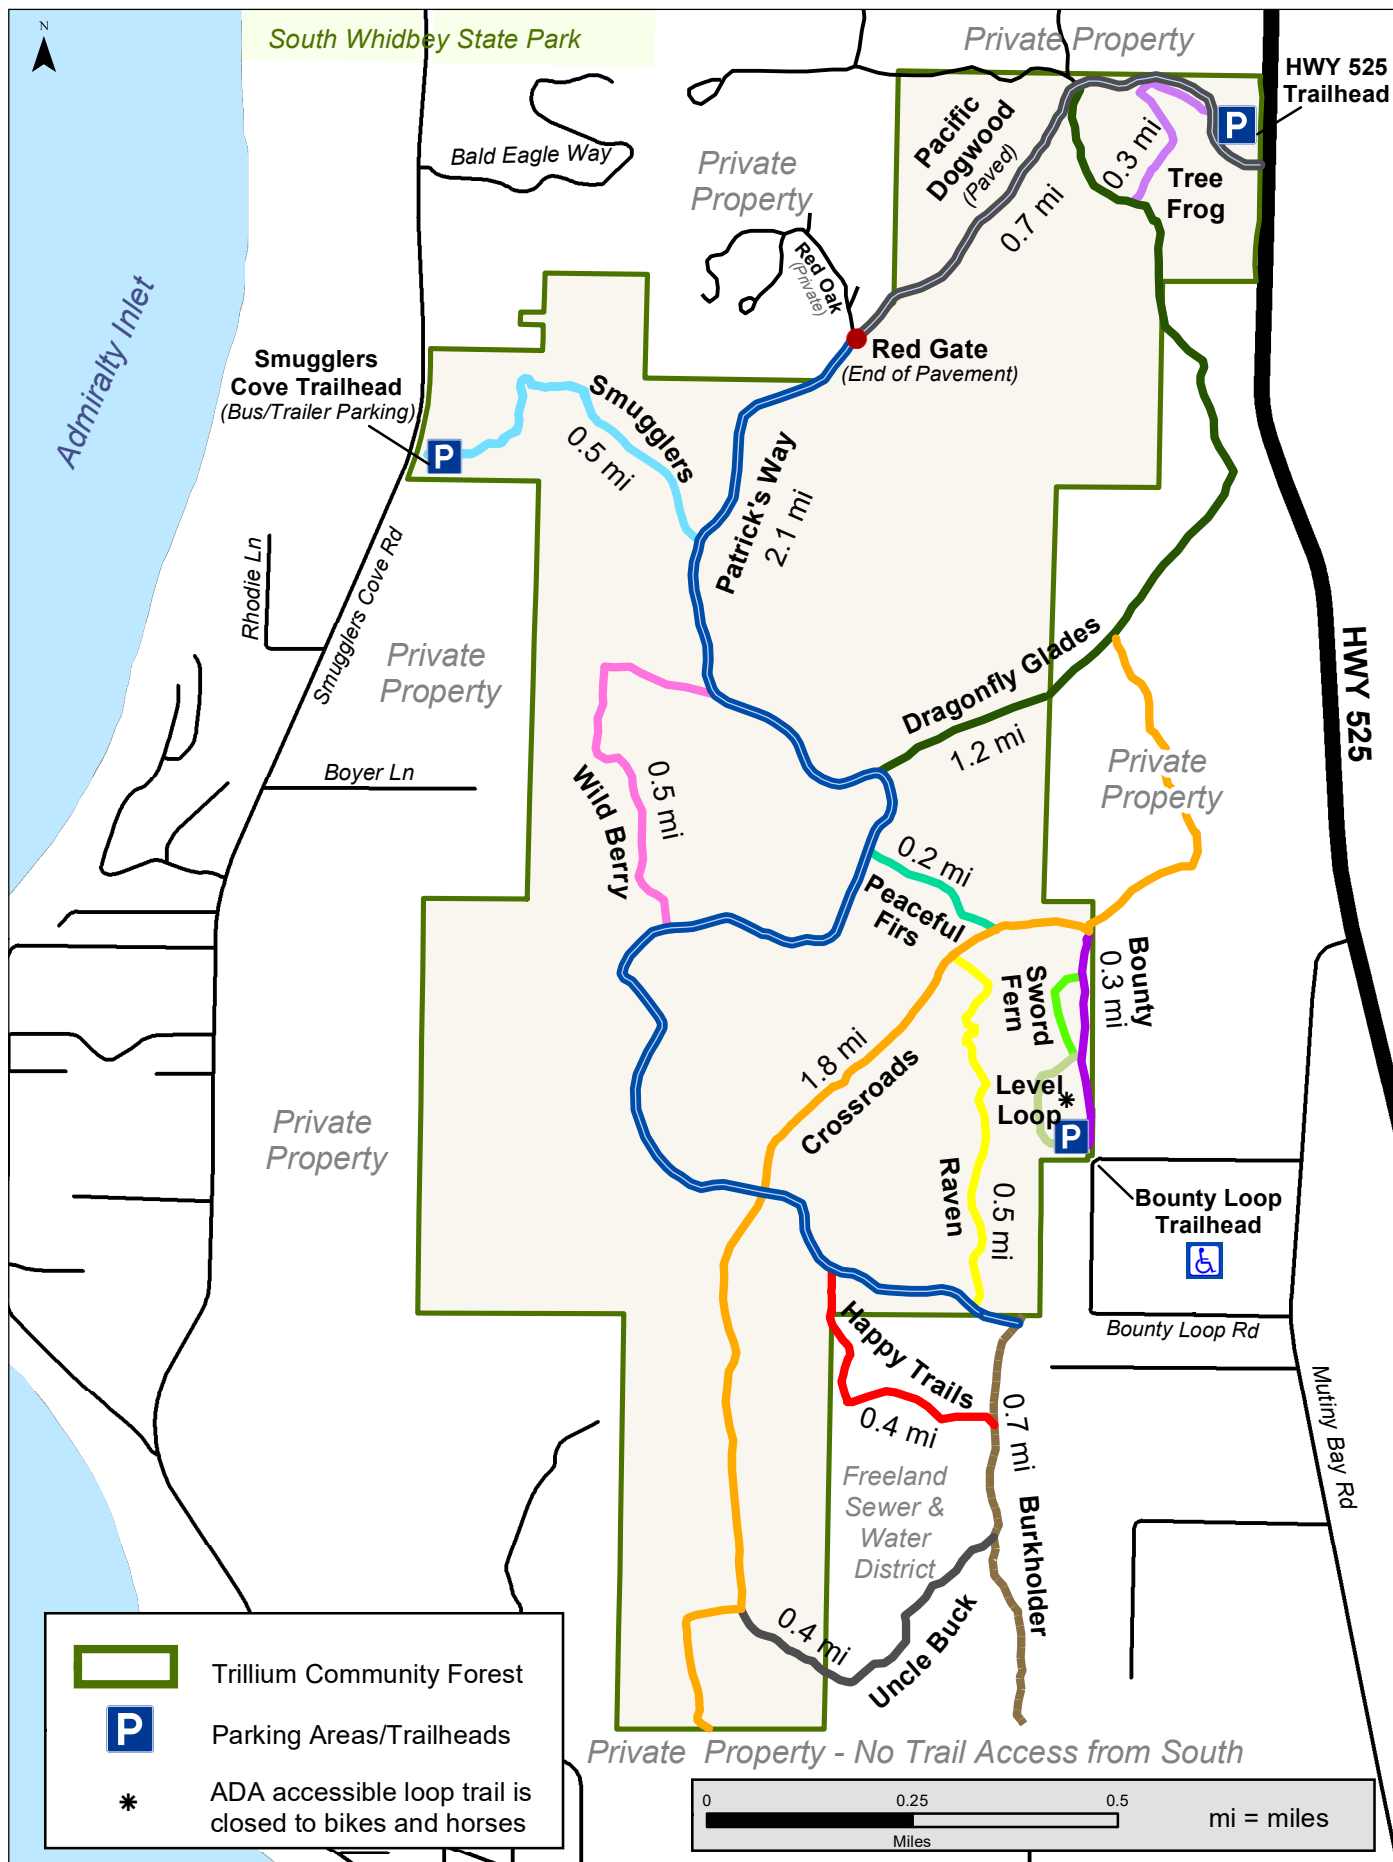 N
South Whidbey State Park
Private Property
HWY 525
Trailhead
P
Bald Eagle Way
Private
Property
Pacific
Dogwood
(Paved)
0.7 mi
0.3 mi
Tree
Frog
Red Oak
(Private)
Admiralty Inlet
Smugglers
Cove Trailhead
(Bus/Trailer Parking)
P
Red Gate
(End of Pavement)
Smugglers
0.5 mi
Patrick's Way
2.1 mi
Rhodie Ln
Smugglers Cove Rd
Private
Property
HWY 525
Dragonfly Glades
1.2 mi
Boyer Ln
Wild Berry
0.5 mi
Private
Property
0.2 mi
Peaceful
Firs
Bounty
0.3 mi
Sword
Fern
1.8 mi
Crossroads
Level
Loop
*
P
Private
Property
Raven
0.5 mi
Bounty Loop
Trailhead
Bounty Loop Rd
Happy Trails
0.4 mi
0.7 mi
Mutiny Bay Rd
Freeland
Sewer &
Water
District
Burkholder
0.4 mi
Uncle Buck
Trillium Community Forest
P
Parking Areas/Trailheads
* ADA accessible loop trail is
closed to bikes and horses
Private Property - No Trail Access from South
0 0.25 0.5
Miles
mi = miles